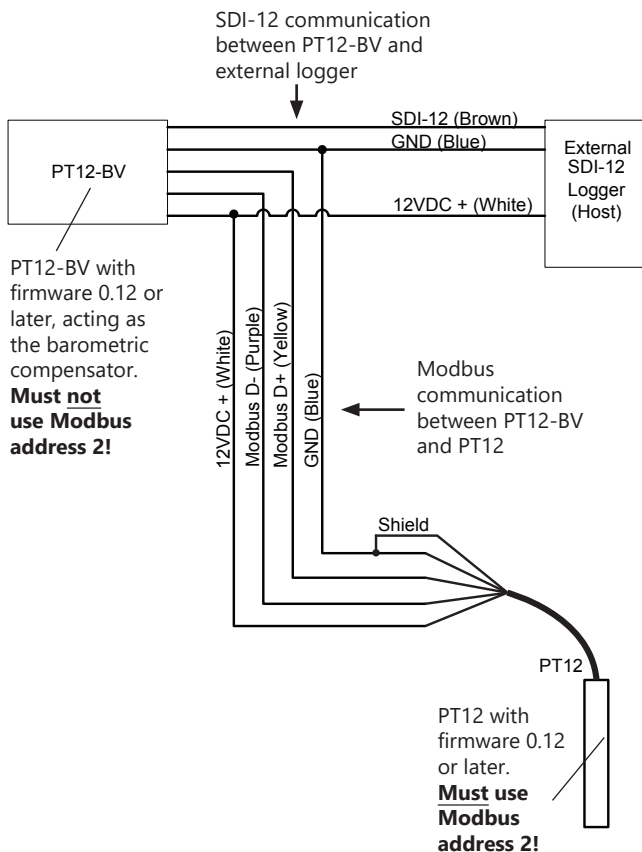 SDI-12 communication
between PT12-BV and
external logger
SDI-12 (Brown)
GND (Blue)
PT12-BV
External
SDI-12
Logger
(Host)
12VDC + (White)
PT12-BV with
firmware 0.12 or
later, acting as
the barometric
compensator.
Must not
use Modbus
address 2!
12VDC + (White)
Modbus D- (Purple)
Modbus D+ (Yellow)
GND (Blue)
Modbus
communication
between PT12-BV
and PT12
Shield
PT12
PT12 with
firmware 0.12
or later.
Must use
Modbus
address 2!